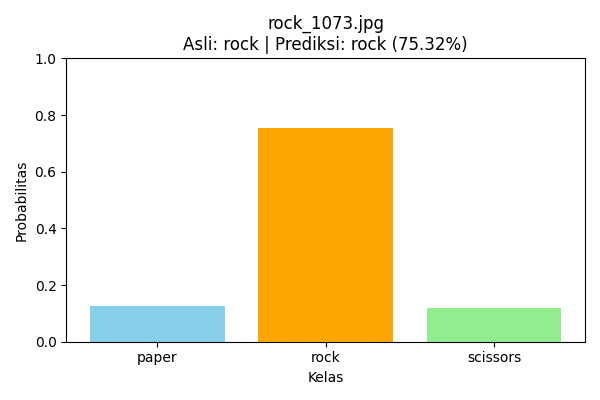 rock_1073.jpg
Asli: rock | Prediksi: rock (75.32%)
1.0
0.8
0.6
0.4
0.2
0.0
Probabilitas
paper
rock
scissors
Kelas